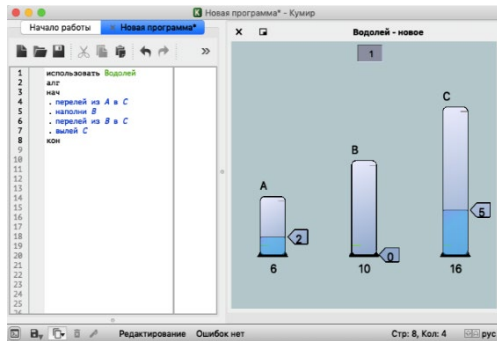 Новая программа* - Кумир
Начало работы
Новая программа*
»
1 использовать Водолей
2 алг
3 нач
4 . перелей из A в C
5 . наполни B
6 . перелей из B в C
7 . вылей C
8 кон
9
10
11
12
13
14
15
16
17
18
19
20
21
22
23
24
25
Водолей - новое
1
C
B
A
5
2
0
6
10
16
Редактирование Ошибок нет
Стр: 8, Кол: 4
рус